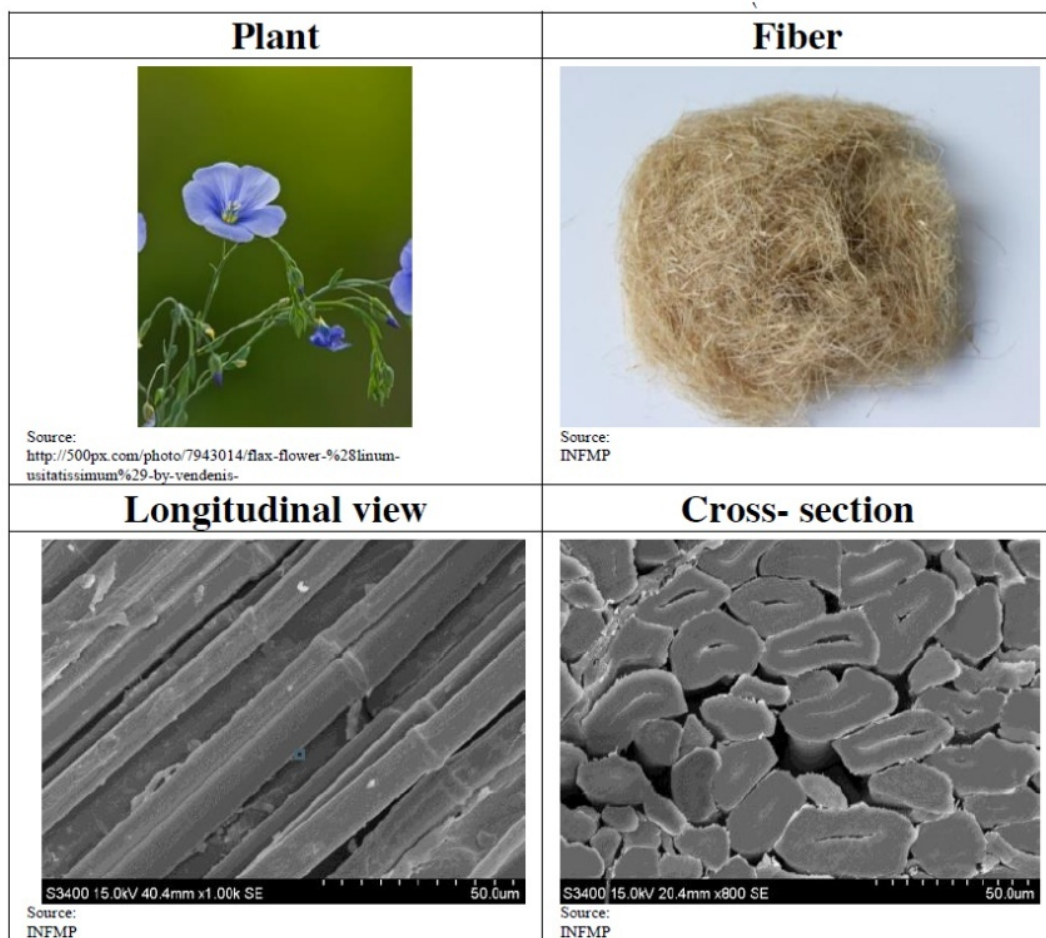 Plant
Fiber
Source:
http://500px.com/photo/7943014/flax-flower-%28linum-
usitatissimum%29-by-vendenis-
Source:
INFMP
Longitudinal view
Cross- section
S3400 15.0kV 40.4mm x1.00k SE
50.0um
S3400 15.0kV 20.4mm x800 SE
50.0um
Source:
INFMP
Source:
INFMP